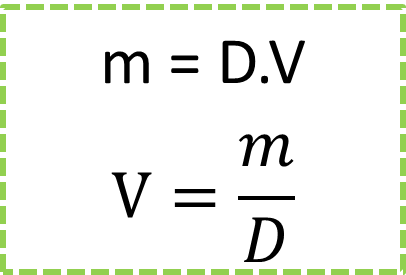 m = D.V
V = m/D